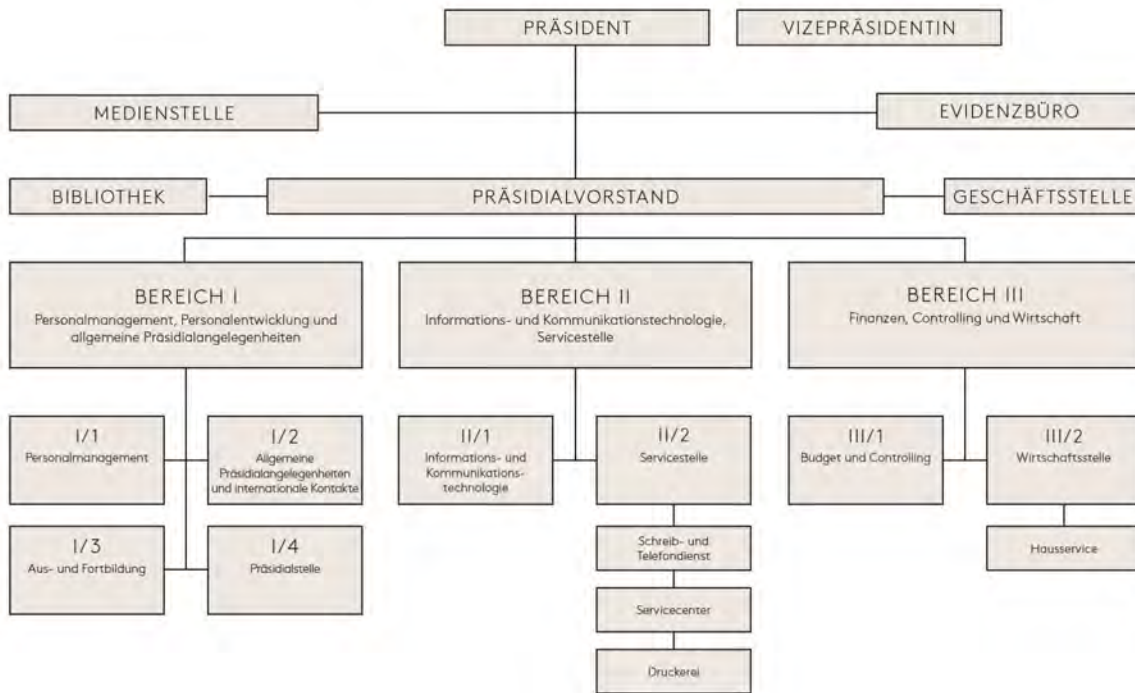 PRÄSIDENT
VIZEPRÄSIDENTIN
MEDIENSTELLE
EVIDENZBÜRO
BIBLIOTHEK
PRÄSIDIALVORSTAND
GESCHÄFTSSTELLE
BEREICH I
Personalmanagement, Personalentwicklung und
allgemeine Präsidialangelegenheiten
BEREICH II
Informations- und Kommunikationstechnologie,
Servicestelle
BEREICH III
Finanzen, Controlling und Wirtschaft
I/1
Personalmanagement
I/2
Allgemeine
Präsidialangelegenheiten
und internationale Kontakte
II/1
Informations- und
Kommunikations-
technologie
II/2
Servicestelle
III/1
Budget und Controlling
III/2
Wirtschaftsstelle
I/3
Aus- und Fortbildung
I/4
Präsidialstelle
Schreib- und
Telefondienst
Hausservice
Servicecenter
Druckerei